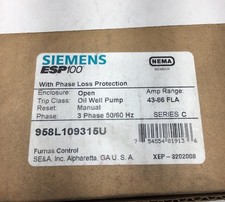 SIEMENS
ESP100
NEMA
With Phase Loss Protection
Enclosure: Open
Amp Range:
Trip Class: Oil Well Pump
43-86 FLA
Reset: Manual
Phase: 3 Phase 50/60 Hz
SERIES C
958L109315U
Furnas Control
SE&A, Inc. Alpharetta, GA U. S. A.
XEP - 3202008